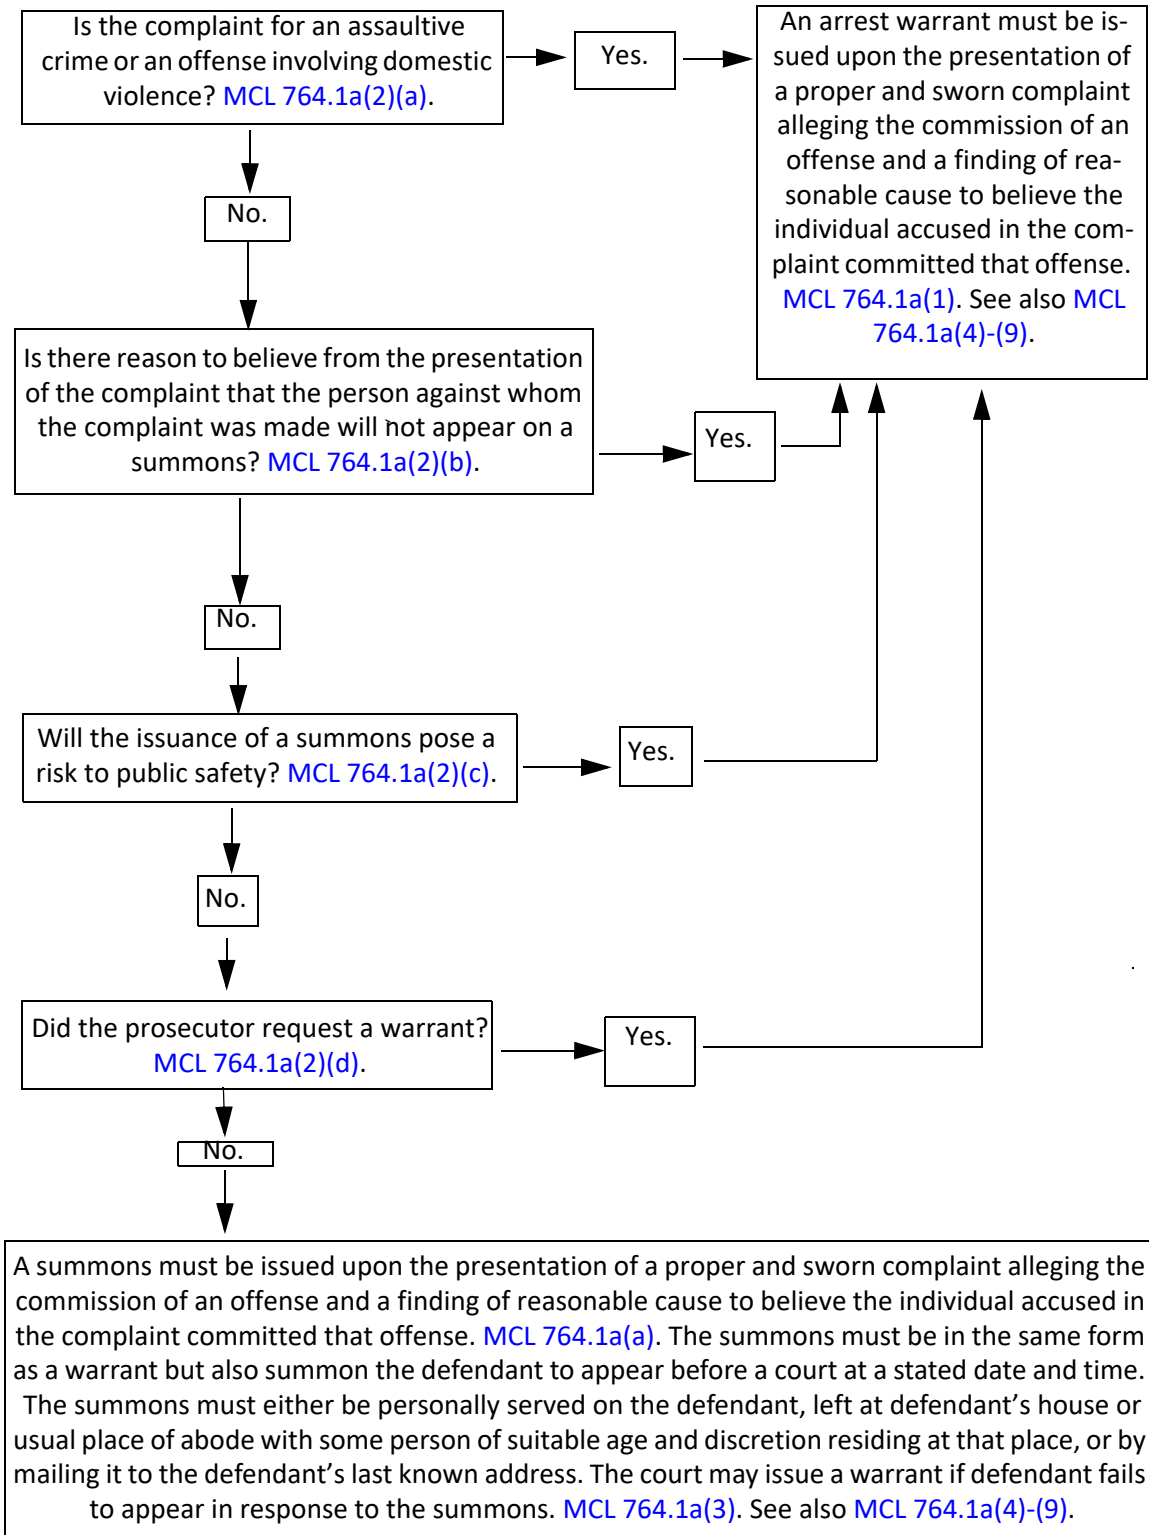 Is the complaint for an assaultive
crime or an offense involving domestic
violence? MCL 764.1a(2)(a).
Yes.
An arrest warrant must be is-
sued upon the presentation of
a proper and sworn complaint
alleging the commission of an
offense and a finding of rea-
sonable cause to believe the
individual accused in the com-
plaint committed that offense.
MCL 764.1a(1). See also MCL
764.1a(4)-(9).
No.
Is there reason to believe from the presentation
of the complaint that the person against whom
the complaint was made will not appear on a
summons? MCL 764.1a(2)(b).
Yes.
No.
Will the issuance of a summons pose a
risk to public safety? MCL 764.1a(2)(c).
Yes.
No.
Did the prosecutor request a warrant?
MCL 764.1a(2)(d).
Yes.
No.
A summons must be issued upon the presentation of a proper and sworn complaint alleging the
commission of an offense and a finding of reasonable cause to believe the individual accused in
the complaint committed that offense. MCL 764.1a(a). The summons must be in the same form
as a warrant but also summon the defendant to appear before a court at a stated date and time.
The summons must either be personally served on the defendant, left at defendant’s house or
usual place of abode with some person of suitable age and discretion residing at that place, or by
mailing it to the defendant’s last known address. The court may issue a warrant if defendant fails
to appear in response to the summons. MCL 764.1a(3). See also MCL 764.1a(4)-(9).